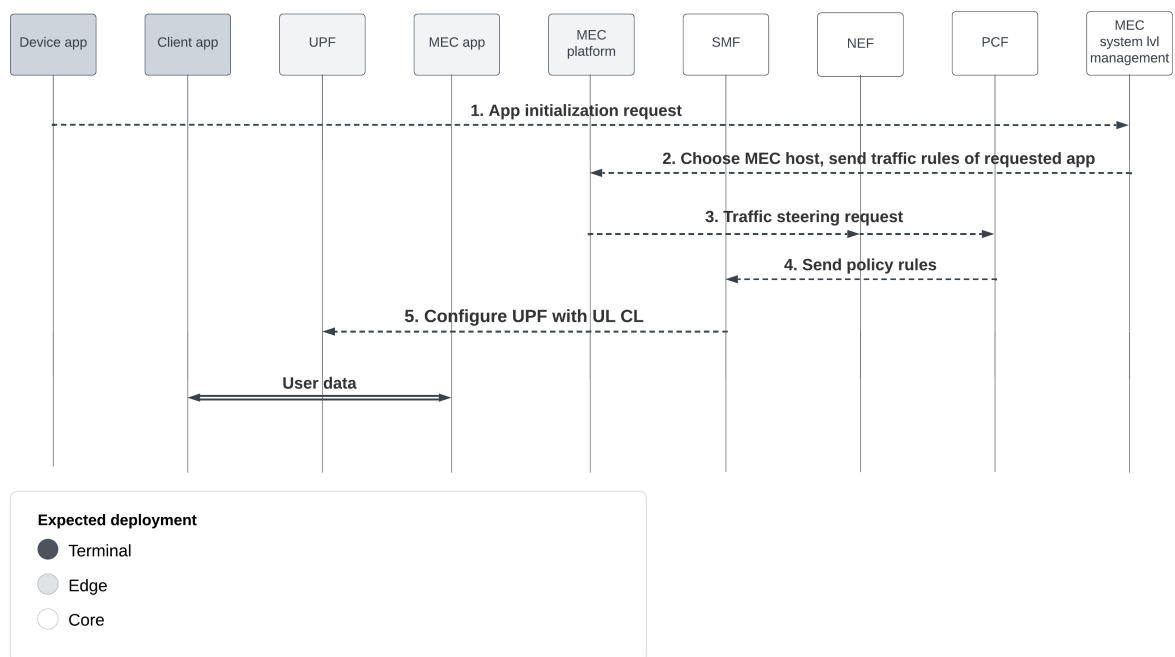 Device app
Client app
UPF
MEC app
MEC
platform
SMF
NEF
PCF
MEC
system lvl
management
1. App initialization request
2. Choose MEC host, send traffic rules of requested app
3. Traffic steering request
4. Send policy rules
5. Configure UPF with UL CL
User data
Expected deployment
Terminal
Edge
Core